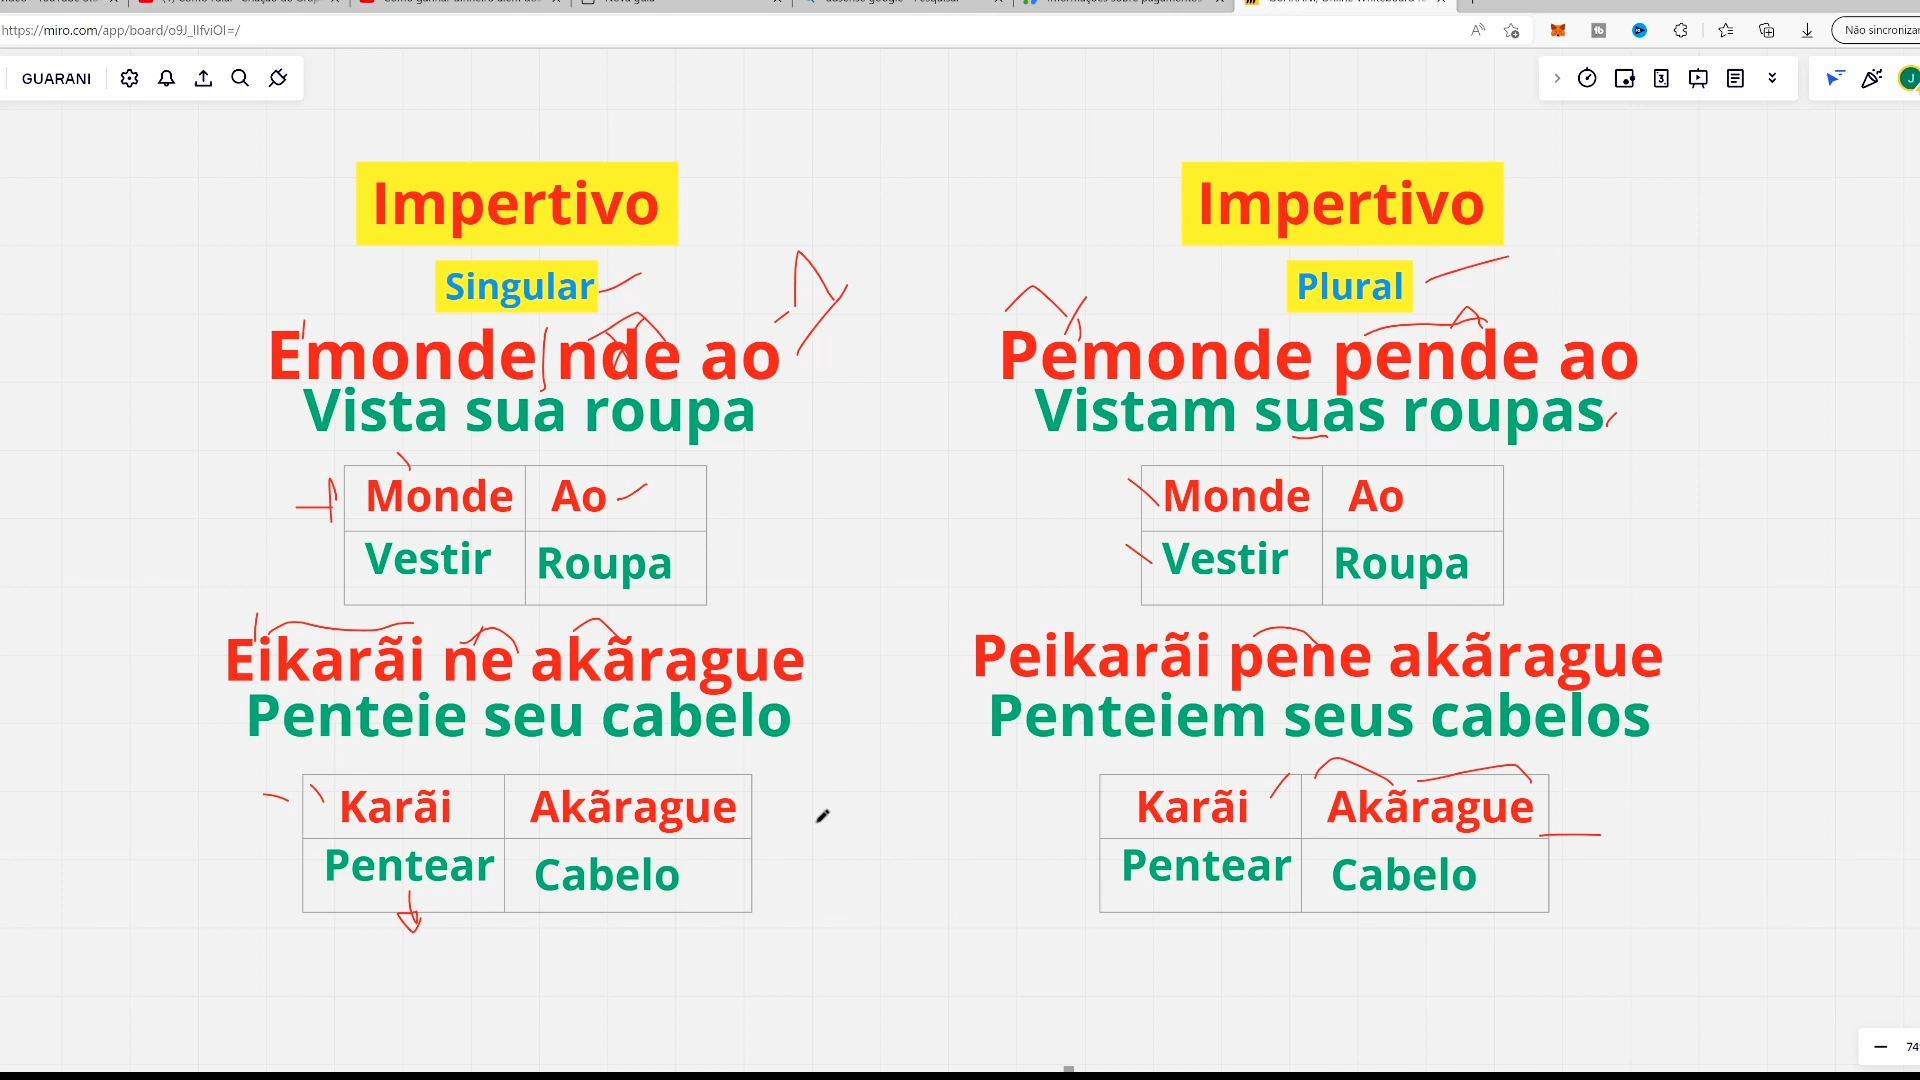 https://miro.com/app/board/o9J_lIfviOI=/
Não sincronizar
GUARANI
Impertivo
Singular
Emonde nde ao
Vista sua roupa
Monde Ao
Vestir Roupa
Eikarãi ne akãrague
Penteie seu cabelo
Karãi Akãrague
Pentear Cabelo
Impertivo
Plural
Pemonde pende ao
Vistam suas roupas
Monde Ao
Vestir Roupa
Peikarãi pene akãrague
Penteiem seus cabelos
Karãi Akãrague
Pentear Cabelo